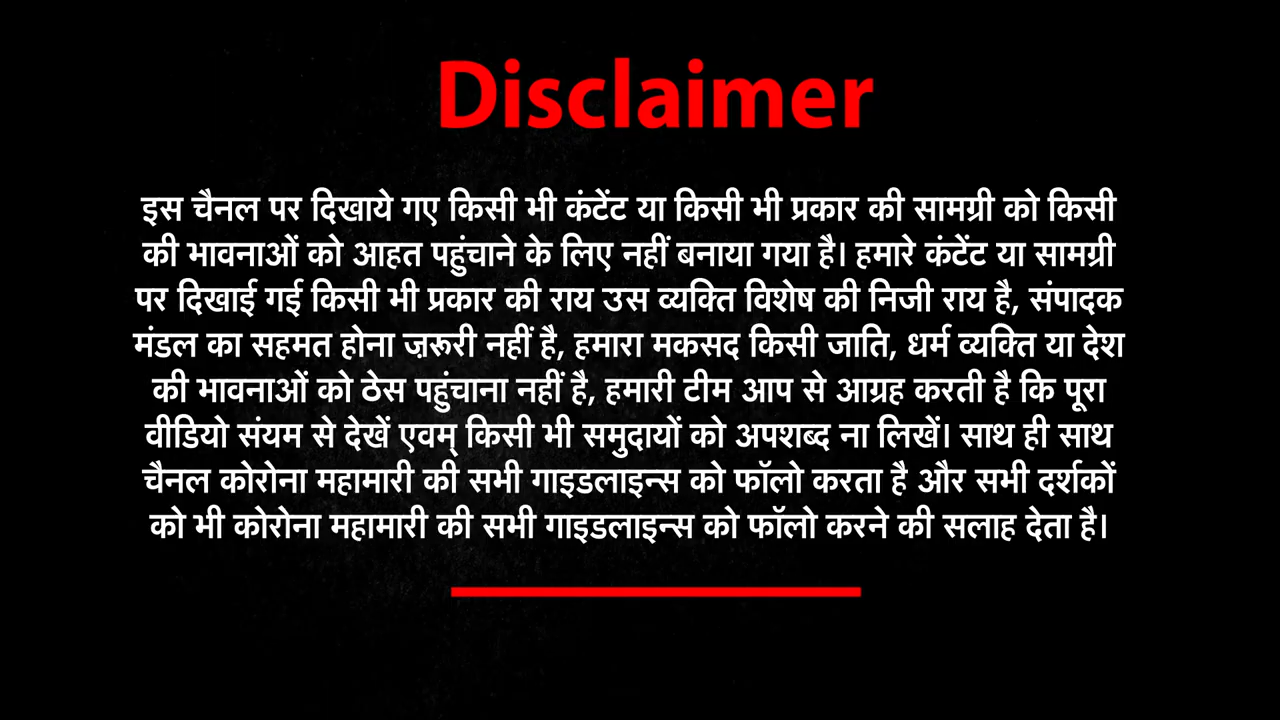 Disclaimer
इस चैनल पर दिखाये गए किसी भी कंटेंट या किसी भी प्रकार की सामग्री को किसी
की भावनाओं को आहत पहुंचाने के लिए नहीं बनाया गया है। हमारे कंटेंट या सामग्री
पर दिखाई गई किसी भी प्रकार की राय उस व्यक्ति विशेष की निजी राय है, संपादक
मंडल का सहमत होना ज़रूरी नहीं है, हमारा मकसद किसी जाति, धर्म व्यक्ति या देश
की भावनाओं को ठेस पहुंचाना नहीं है, हमारी टीम आप से आग्रह करती है कि पूरा
वीडियो संयम से देखें एवम् किसी भी समुदायों को अपशब्द ना लिखें। साथ ही साथ
चैनल कोरोना महामारी की सभी गाइडलाइन्स को फॉलो करता है और सभी दर्शकों
को भी कोरोना महामारी की सभी गाइडलाइन्स को फॉलो करने की सलाह देता है।